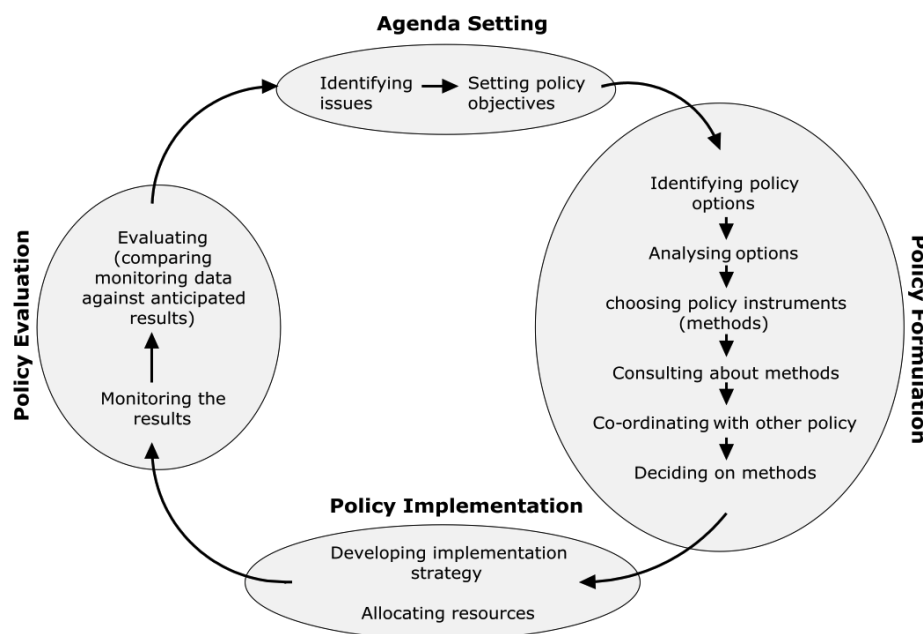 Agenda Setting
Identifying
issues
Setting policy
objectives
Policy Formuation
Identifying policy
options
Analysing options
choosing policy instruments
(methods)
Consulting about methods
Co-ordinating with other policy
Deciding on methods
Policy Implementation
Developing implementation
strategy
Allocating resources
Policy Evaluation
Evaluating
(comparing
monitoring data
against anticipated
results)
Monitoring the
results